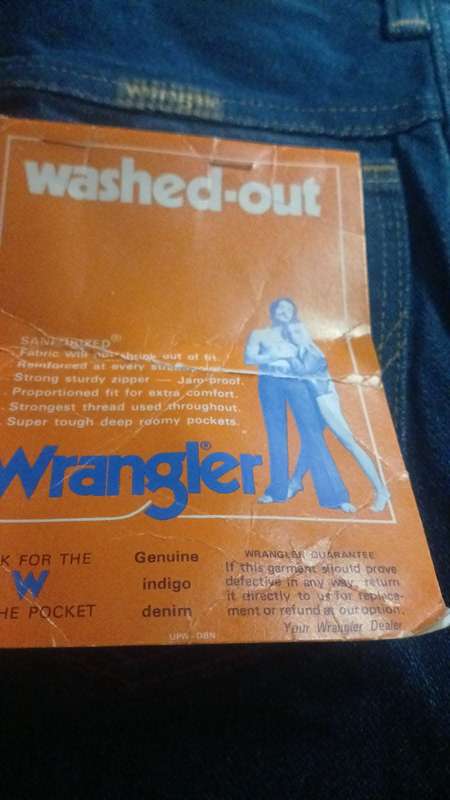 washed-out
SANFORIZED®
Fabric will not shrink out of fit.
Reinforced at every
Strong sturdy zipper — Jam proof.
Proportioned fit for extra comfort.
Strongest thread used throughout.
Super tough deep roomy pockets.
Wrangler®
K FOR THE
W
HE POCKET
Genuine
indigo
denim
WRANGLER GUARANTEE
If this garment should prove
defective in any way, return
it directly to us for replace-
ment or refund at our option.
Your Wrangler Dealer
UPW-DBN